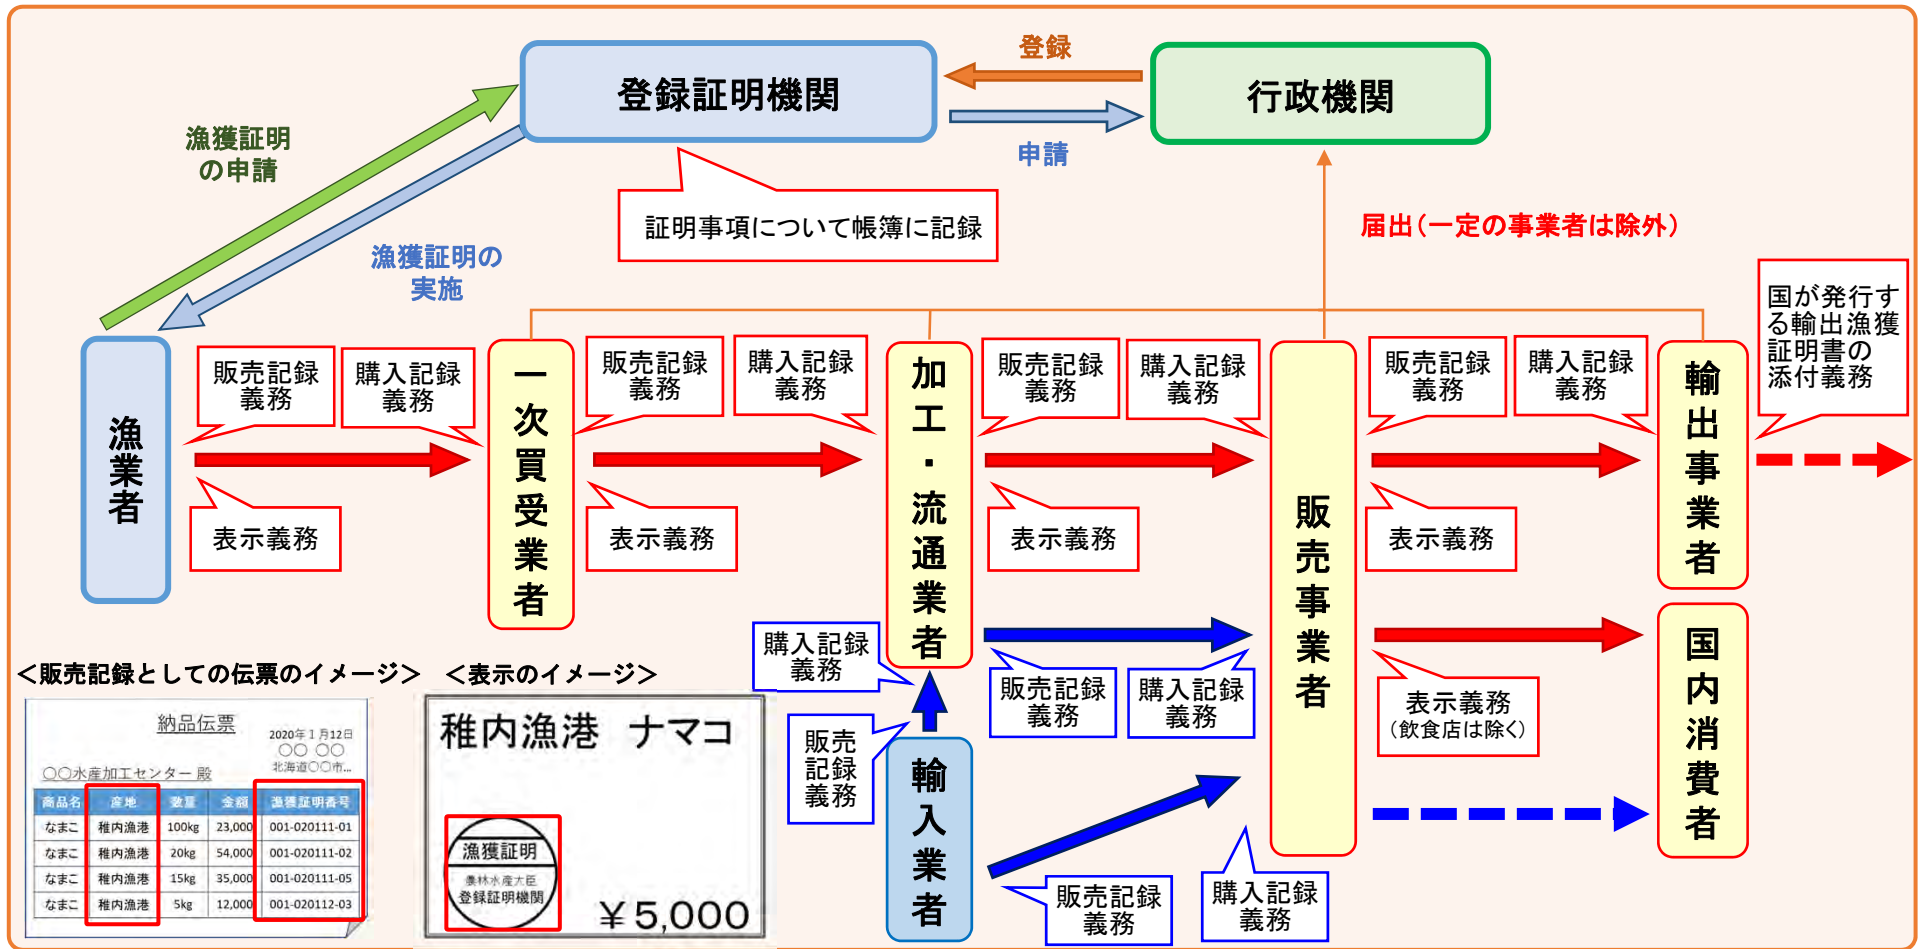 登録証明機関
登録
行政機関
申請
漁獲証明
の申請
漁獲証明の
実施
証明事項について帳簿に記録
届出(一定の事業者は除外)
国が発行す
る輸出漁獲
証明書の
添付義務
漁業者
販売記録
義務
購入記録
義務
表示義務
一次買受業者
販売記録
義務
購入記録
義務
表示義務
加工・流通業者
販売記録
義務
購入記録
義務
表示義務
販売事業者
販売記録
義務
購入記録
義務
表示義務
輸出事業者
購入記録
義務
販売
記録
義務
輸入業者
販売記録
義務
購入記録
義務
販売記録
義務
購入記録
義務
表示義務
(飲食店は除く)
国内消費者
<販売記録としての伝票のイメージ>
納品伝票
2020年1月12日
〇〇 〇〇
北海道〇〇市...
〇〇水産加工センター 殿
商品名 産地 数量 金額 漁獲証明番号
なまこ 稚内漁港 100kg 23,000 001-020111-01
なまこ 稚内漁港 20kg 54,000 001-020111-02
なまこ 稚内漁港 15kg 35,000 001-020111-05
なまこ 稚内漁港 5kg 12,000 001-020112-03
<表示のイメージ>
稚内漁港 ナマコ
漁獲証明
農林水産大臣
登録証明機関
¥5,000